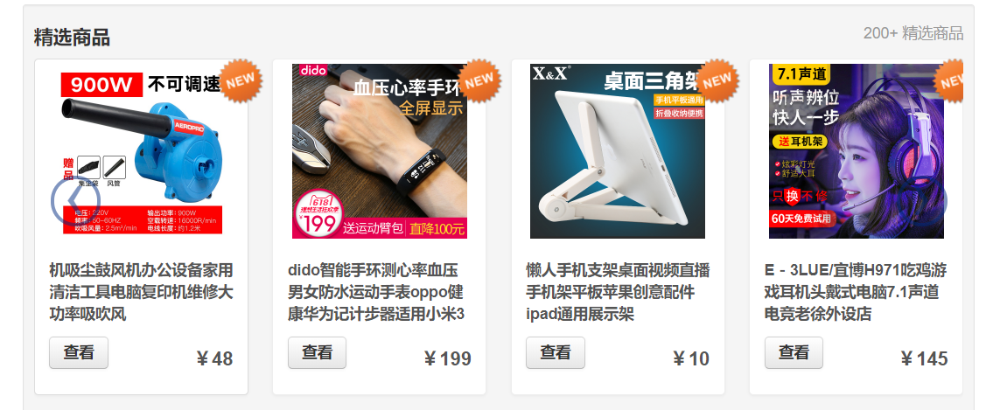 精选商品
200+ 精选商品
900W 不可调速
NEW
AEROPRO
赠品
集尘袋 风管
电压: 220V 输出功率: 900W
频率: 50-60HZ 空载转速: 16000R/min
吹吸风量: 2.5m³/min 电线长度: 约1.2米
机吸尘鼓风机办公设备家用
清洁工具电脑复印机维修大
功率吸吹风
查看
￥48
dido
NEW
血压心率手环
全屏显示
618
理想生活狂欢季
¥199
送运动臂包 直降100元
dido智能手环测心率血压
男女防水运动手表oppo健
康华为记计步器适用小米3
查看
￥199
X&X®
NEW
桌面三角架
手机平板通用
折叠收纳便携
懒人手机支架桌面视频直播
手机架平板苹果创意配件
ipad通用展示架
查看
￥10
7.1声道
NEW
听声辨位
快人一步
送耳机架
炫彩灯光
舒适大耳
只换不修
60天免费试用
E - 3LUE/宜博H971吃鸡游
戏耳机头戴式电脑7.1声道
电竞老徐外设店
查看
￥145